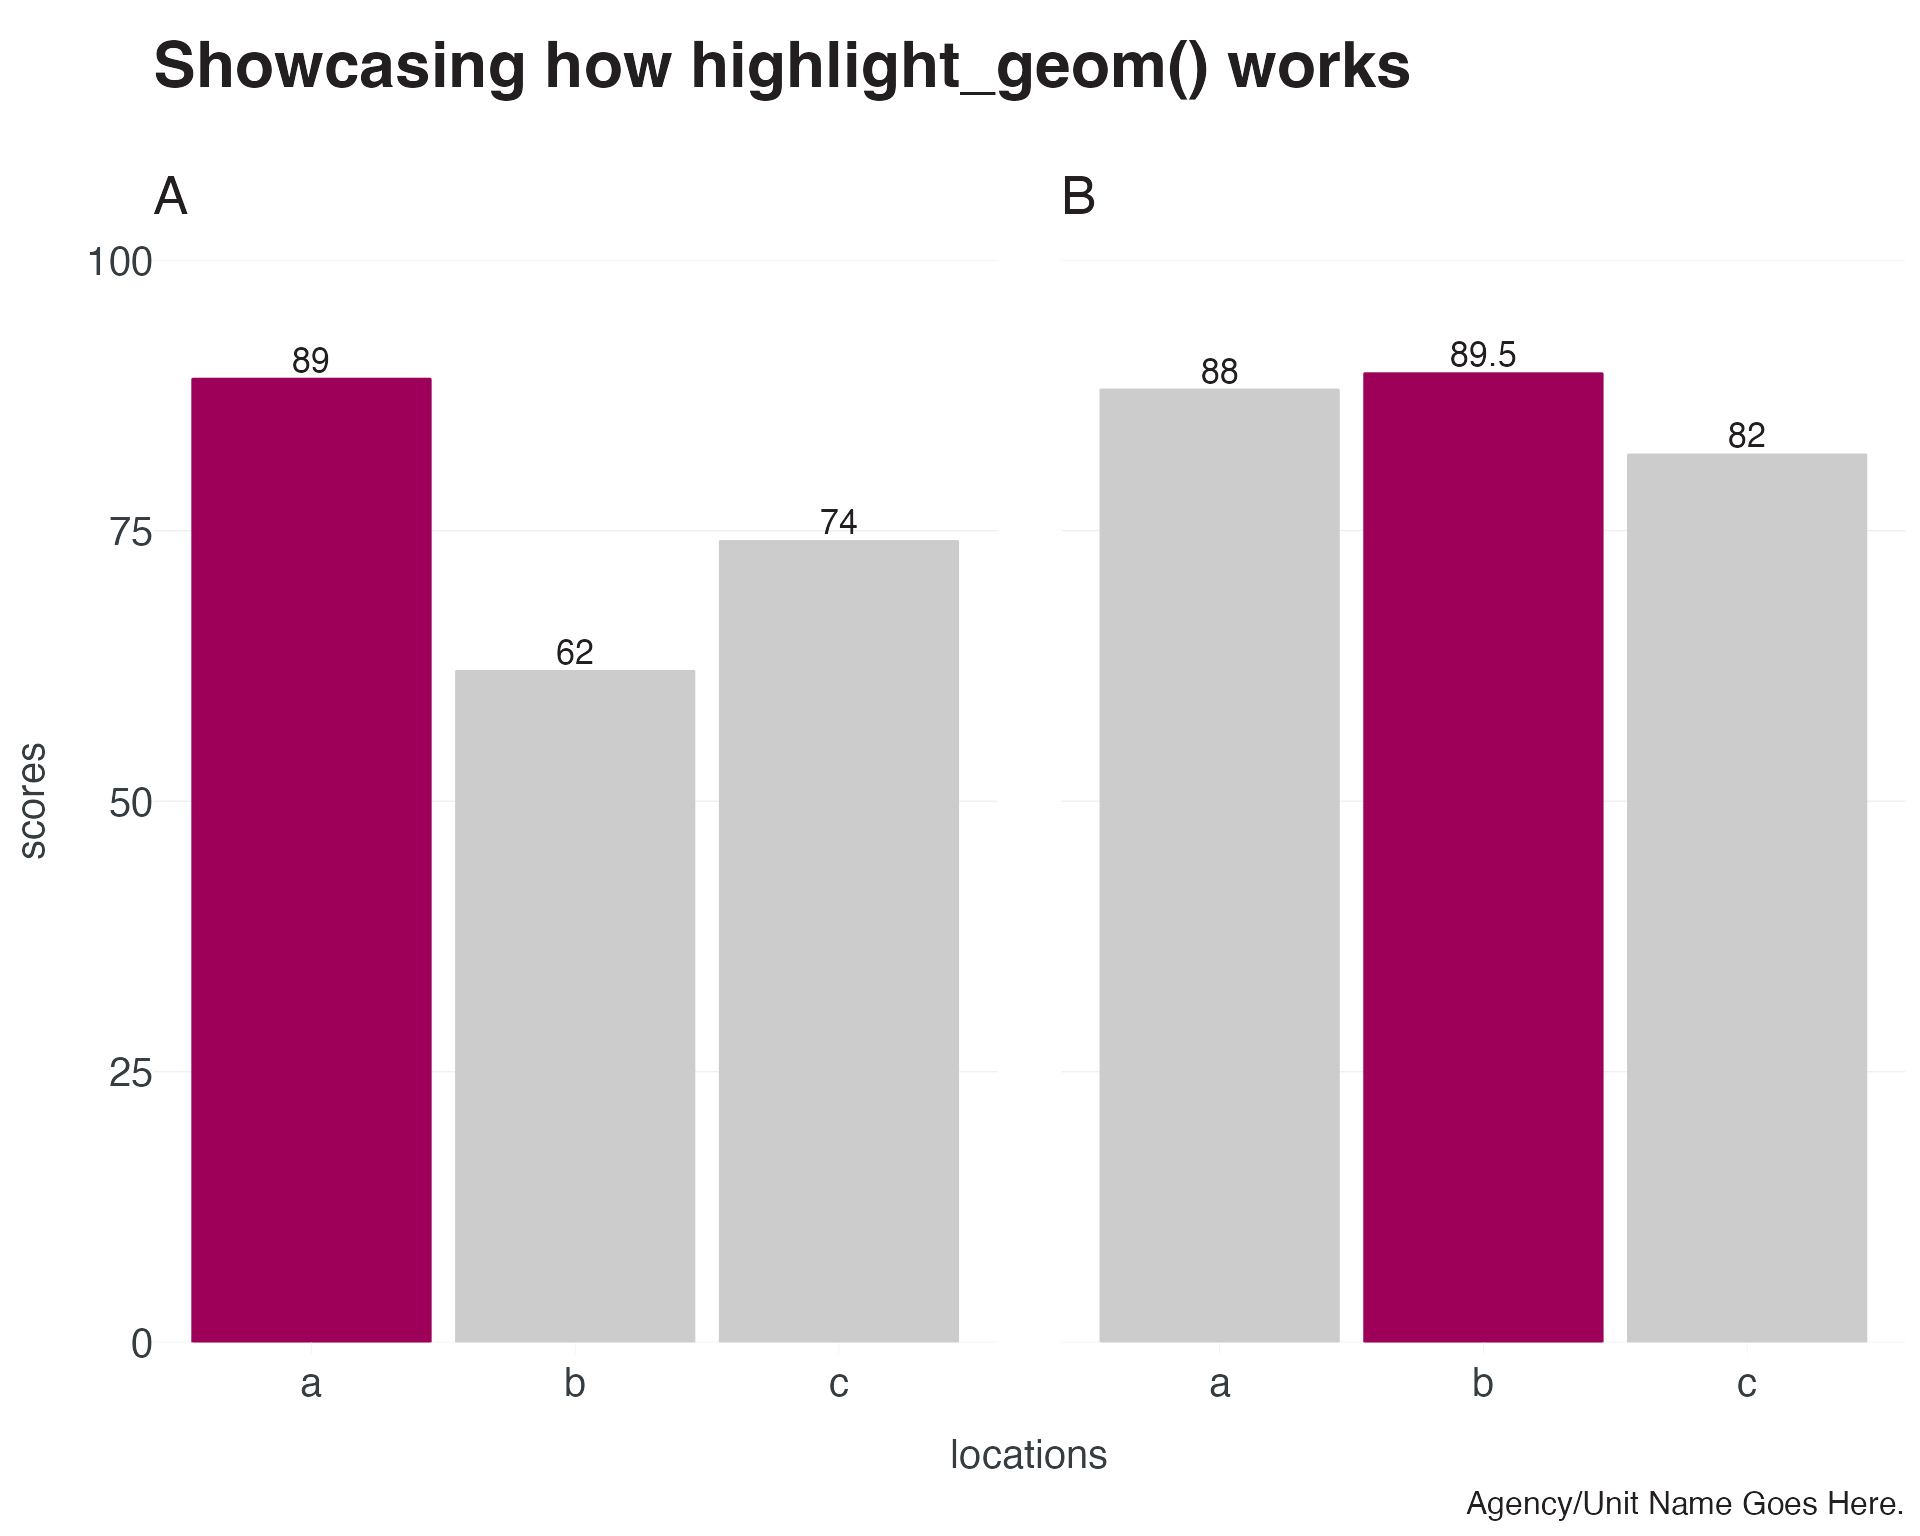 Showcasing how highlight_geom() works
A
B
100
75
50
25
0
scores
89
62
74
88
89.5
82
a
b
c
a
b
c
locations
Agency/Unit Name Goes Here.